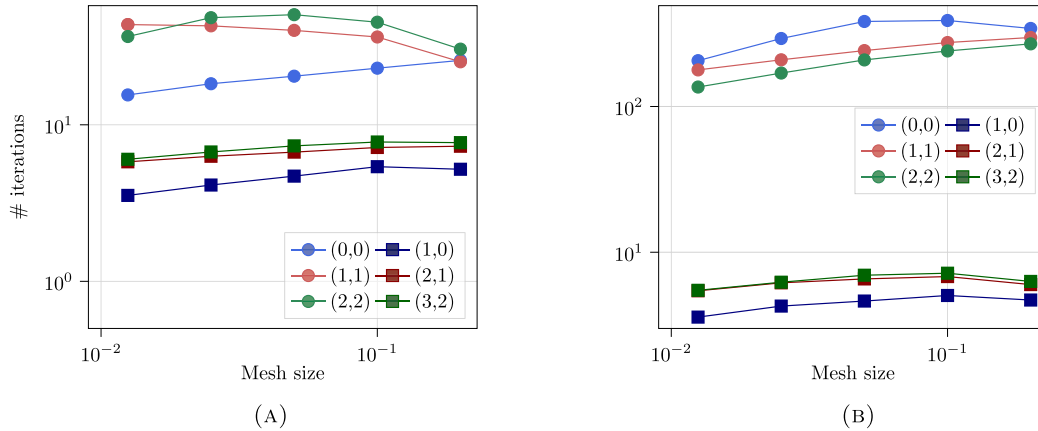 # iterations
10^1
10^0
(0,0) (1,0)
(1,1) (2,1)
(2,2) (3,2)
10^−2 10^−1
Mesh size
(A)
10^2
10^1
(0,0) (1,0)
(1,1) (2,1)
(2,2) (3,2)
10^−2 10^−1
Mesh size
(B)